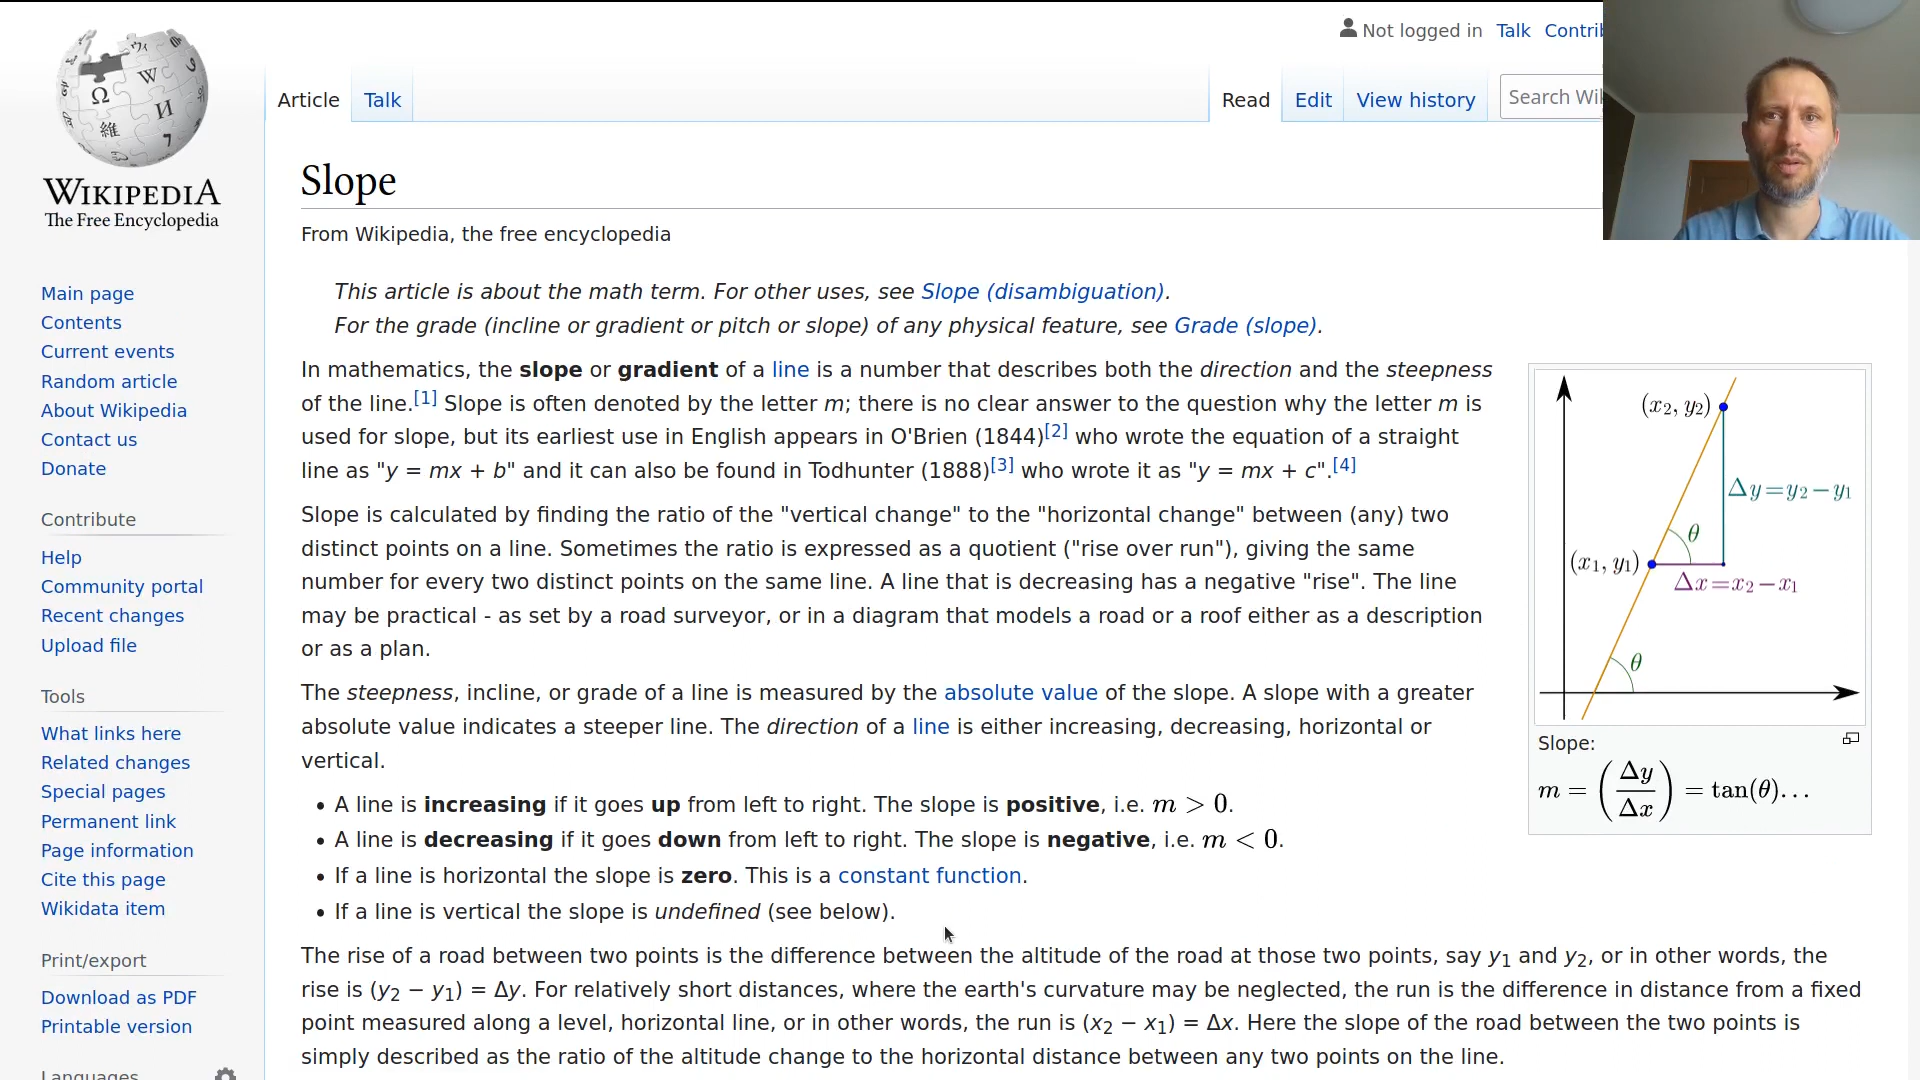 Not logged in Talk Contrib
Article Talk Read Edit View history Search Wi
WIKIPEDIA
The Free Encyclopedia
Main page
Contents
Current events
Random article
About Wikipedia
Contact us
Donate
Contribute
Help
Community portal
Recent changes
Upload file
Tools
What links here
Related changes
Special pages
Permanent link
Page information
Cite this page
Wikidata item
Print/export
Download as PDF
Printable version
Languages
Slope
From Wikipedia, the free encyclopedia
This article is about the math term. For other uses, see Slope (disambiguation).
For the grade (incline or gradient or pitch or slope) of any physical feature, see Grade (slope).
In mathematics, the slope or gradient of a line is a number that describes both the direction and the steepness
of the line.[1] Slope is often denoted by the letter m; there is no clear answer to the question why the letter m is
used for slope, but its earliest use in English appears in O'Brien (1844)[2] who wrote the equation of a straight
line as "y = mx + b" and it can also be found in Todhunter (1888)[3] who wrote it as "y = mx + c".[4]
Slope is calculated by finding the ratio of the "vertical change" to the "horizontal change" between (any) two
distinct points on a line. Sometimes the ratio is expressed as a quotient ("rise over run"), giving the same
number for every two distinct points on the same line. A line that is decreasing has a negative "rise". The line
may be practical - as set by a road surveyor, or in a diagram that models a road or a roof either as a description
or as a plan.
The steepness, incline, or grade of a line is measured by the absolute value of the slope. A slope with a greater
absolute value indicates a steeper line. The direction of a line is either increasing, decreasing, horizontal or
vertical.
• A line is increasing if it goes up from left to right. The slope is positive, i.e. m > 0.
• A line is decreasing if it goes down from left to right. The slope is negative, i.e. m < 0.
• If a line is horizontal the slope is zero. This is a constant function.
• If a line is vertical the slope is undefined (see below).
The rise of a road between two points is the difference between the altitude of the road at those two points, say y₁ and y₂, or in other words, the
rise is (y₂ − y₁) = Δy. For relatively short distances, where the earth's curvature may be neglected, the run is the difference in distance from a fixed
point measured along a level, horizontal line, or in other words, the run is (x₂ − x₁) = Δx. Here the slope of the road between the two points is
simply described as the ratio of the altitude change to the horizontal distance between any two points on the line.
(x₂, y₂)
Δy=y₂−y₁
θ
(x₁, y₁)
Δx=x₂−x₁
θ
Slope:
m = (Δy/Δx) = tan(θ)...